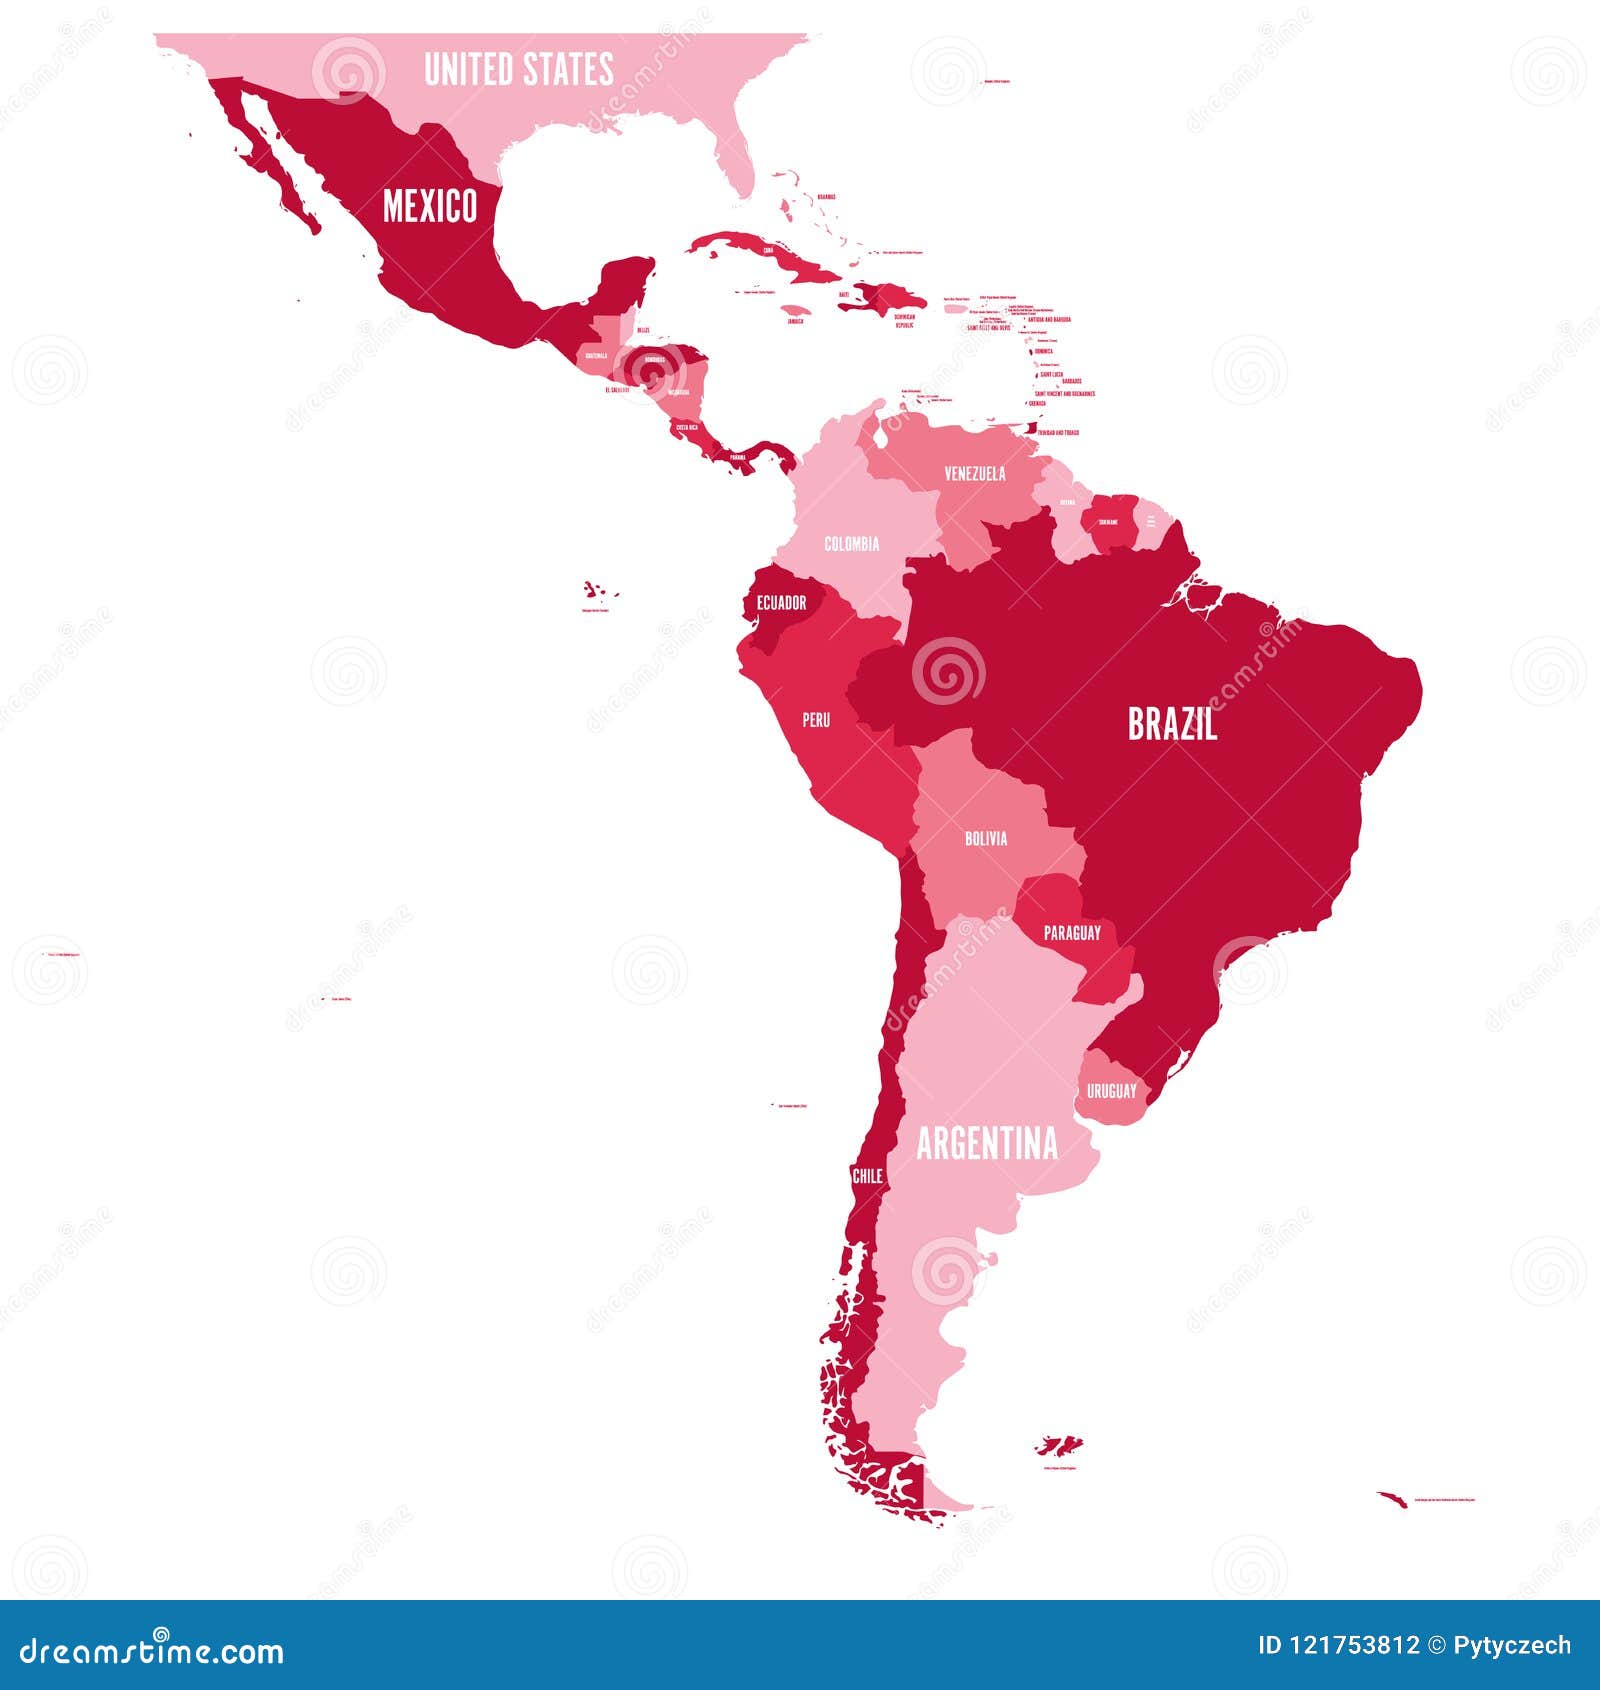 UNITED STATES
MEXICO
BAHAMAS
CUBA
HAITI
JAMAICA
DOMINICAN
REPUBLIC
BELIZE
GUATEMALA
HONDURAS
EL SALVADOR
NICARAGUA
COSTA RICA
PANAMA
SAINT KITTS AND NEVIS
ANTIGUA AND BARBUDA
DOMINICA
SAINT LUCIA
BARBADOS
SAINT VINCENT AND GRENADINES
GRENADA
TRINIDAD AND TOBAGO
VENEZUELA
GUYANA
SURINAME
COLOMBIA
ECUADOR
PERU
BRAZIL
BOLIVIA
PARAGUAY
URUGUAY
ARGENTINA
CHILE
dreamstime.com
ID 121753812 © Pytyczech